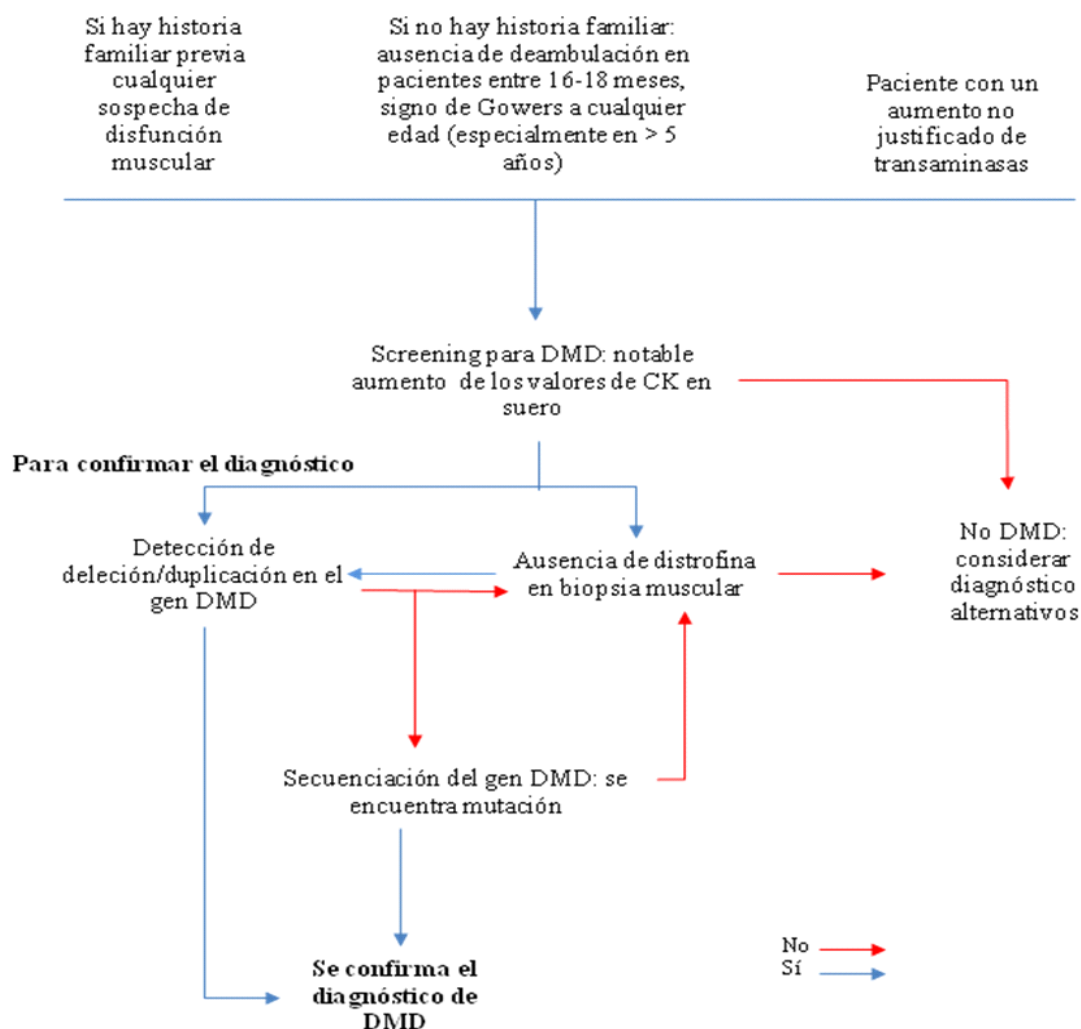 Si hay historia
familiar previa
cualquier
sospecha de
disfunción
muscular
Si no hay historia familiar:
ausencia de deambulación en
pacientes entre 16-18 meses,
signo de Gowers a cualquier
edad (especialmente en > 5
años)
Paciente con un
aumento no
justificado de
transaminasas
Screening para DMD: notable
aumento de los valores de CK en
suero
Para confirmar el diagnóstico
Detección de
deleción/duplicación en el
gen DMD
Ausencia de distrofina
en biopsia muscular
No DMD:
considerar
diagnóstico
alternativos
Secuenciación del gen DMD: se
encuentra mutación
Se confirma el
diagnóstico de
DMD
No
Sí